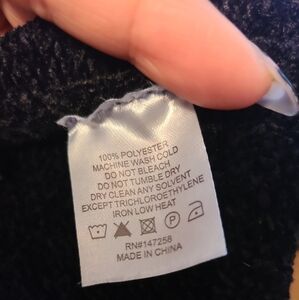 100% POLYESTER
MACHINE WASH COLD
DO NOT BLEACH
DO NOT TUMBLE DRY
DRY CLEAN ANY SOLVENT
EXCEPT TRICHLOROETHYLENE
IRON LOW HEAT
P
RN#147258
MADE IN CHINA